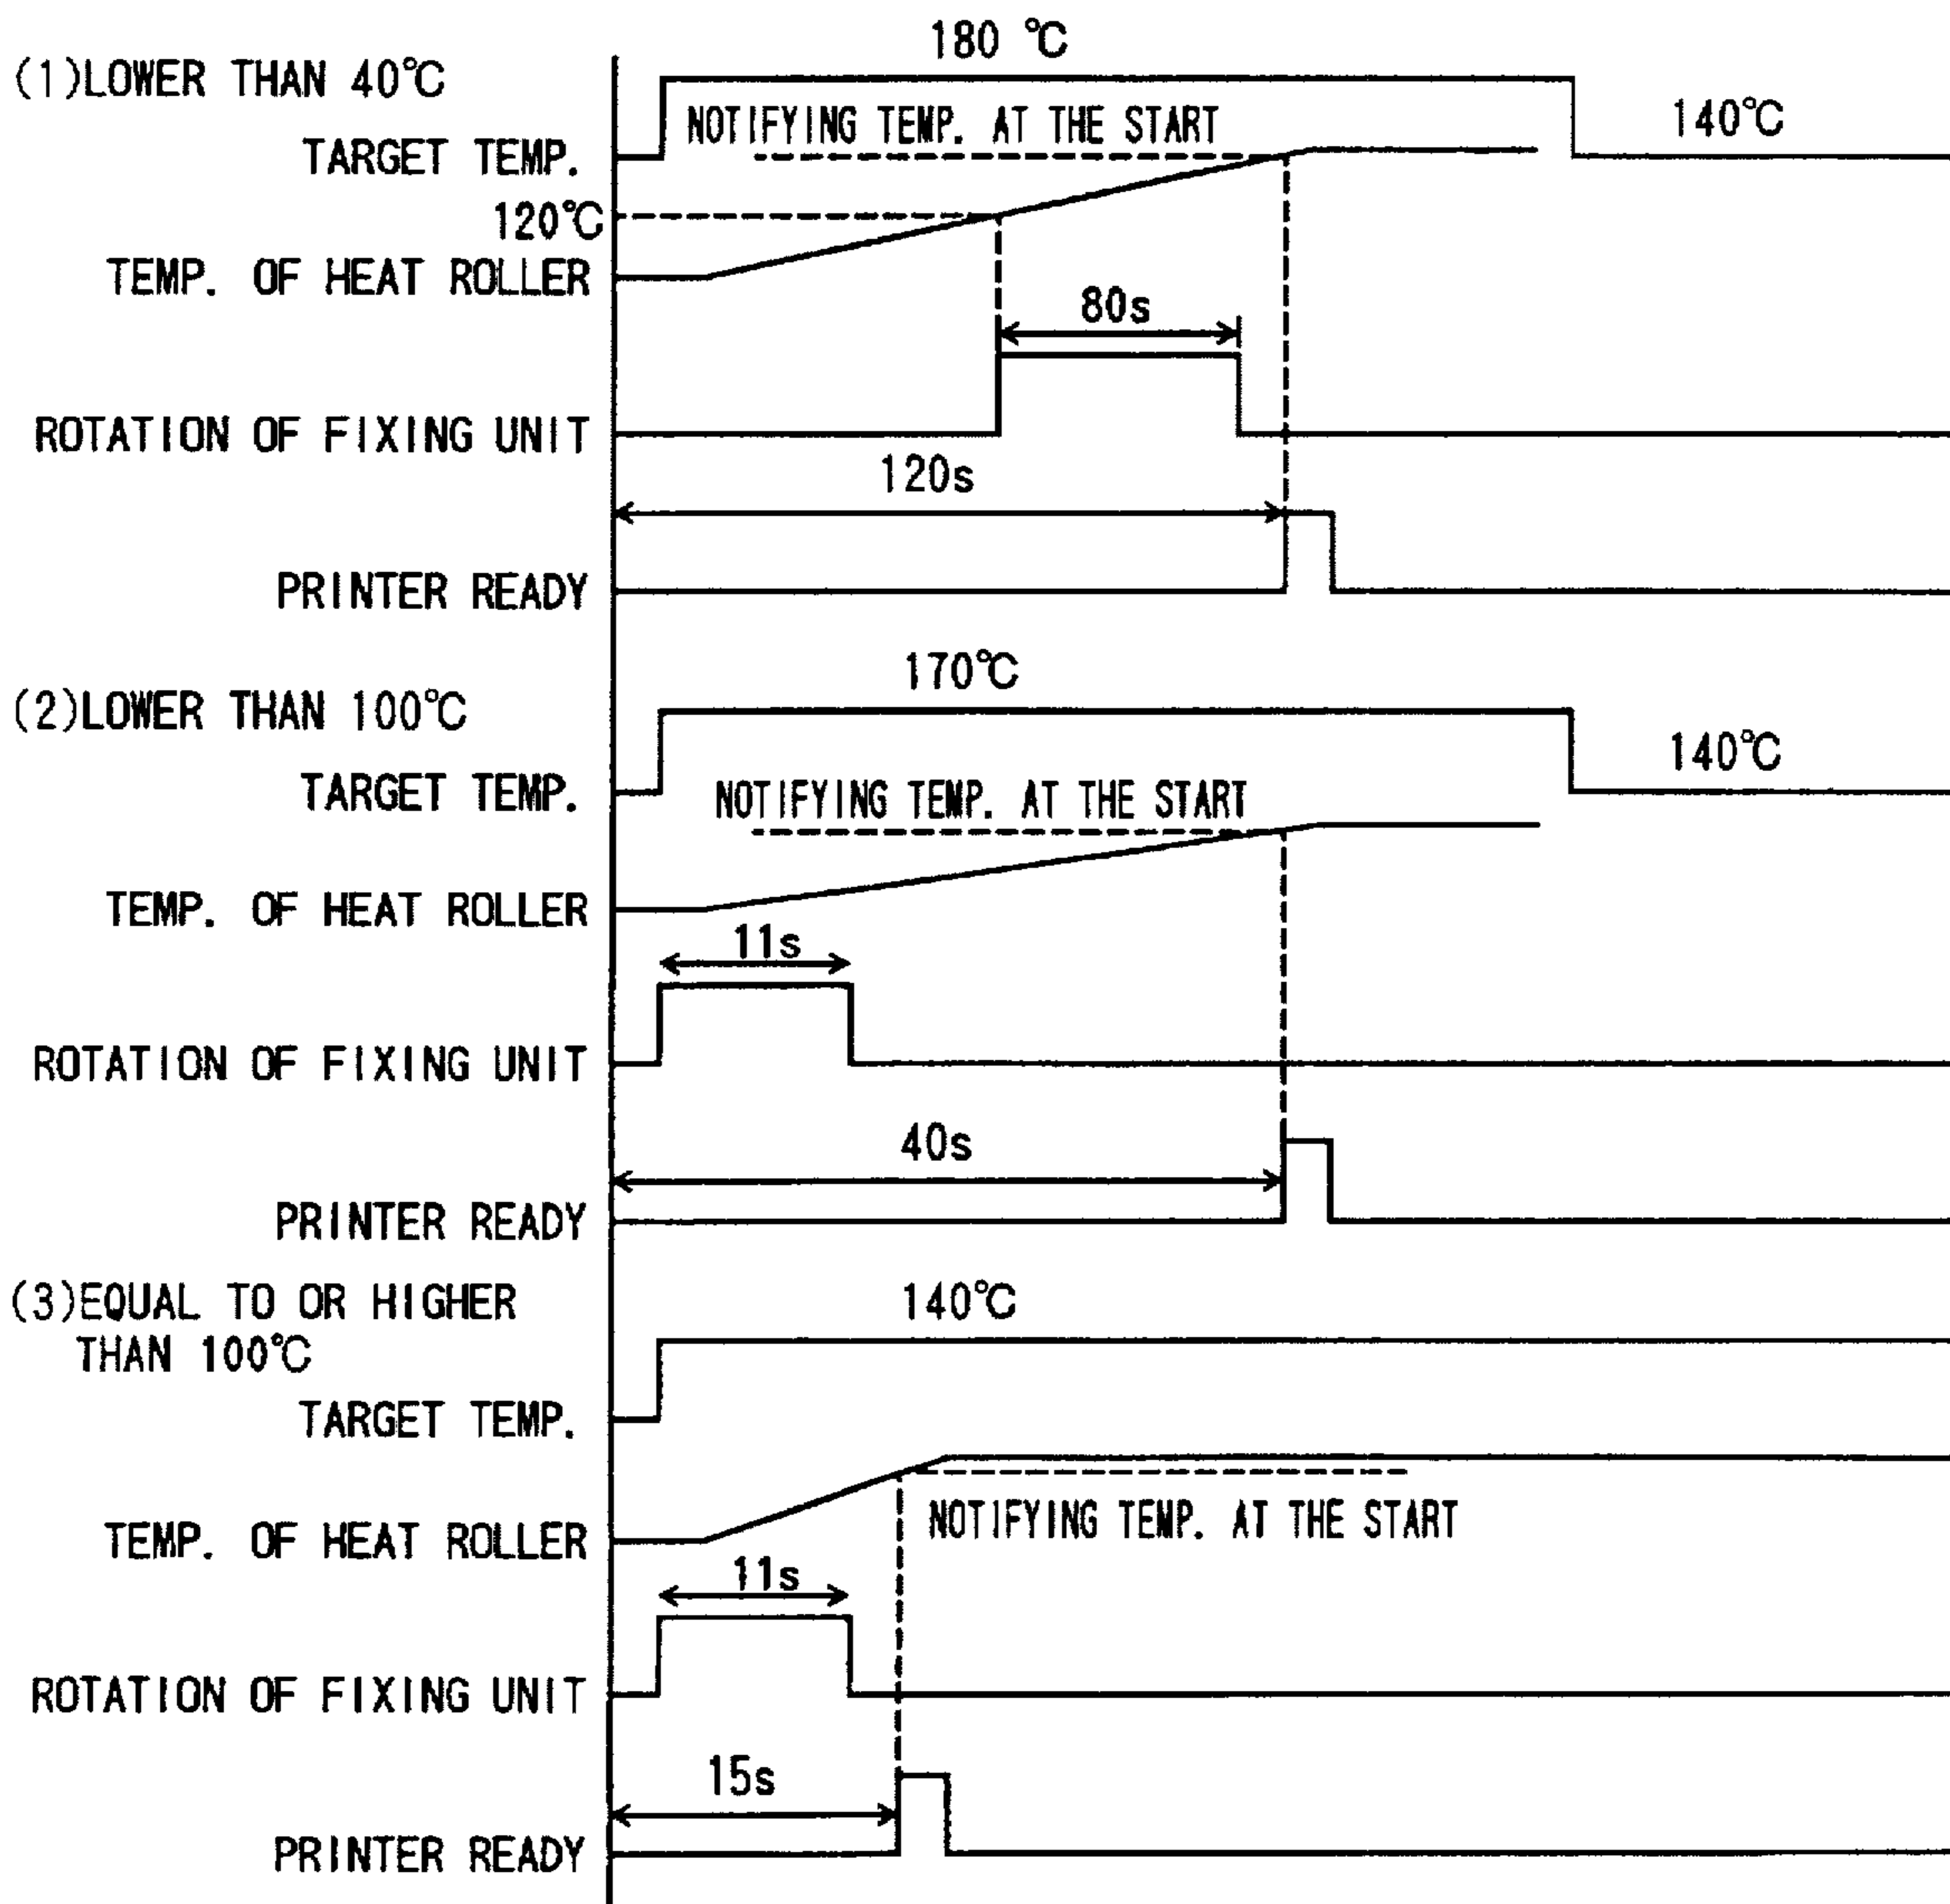 180 ℃
(1)LOWER THAN 40℃
NOTIFYING TEMP. AT THE START
140℃
TARGET TEMP.
120℃
TEMP. OF HEAT ROLLER
80s
ROTATION OF FIXING UNIT
120s
PRINTER READY
170℃
(2)LOWER THAN 100℃
140℃
TARGET TEMP.
NOTIFYING TEMP. AT THE START
TEMP. OF HEAT ROLLER
11s
ROTATION OF FIXING UNIT
40s
PRINTER READY
(3)EQUAL TO OR HIGHER
THAN 100℃
140℃
TARGET TEMP.
NOTIFYING TEMP. AT THE START
TEMP. OF HEAT ROLLER
11s
ROTATION OF FIXING UNIT
15s
PRINTER READY